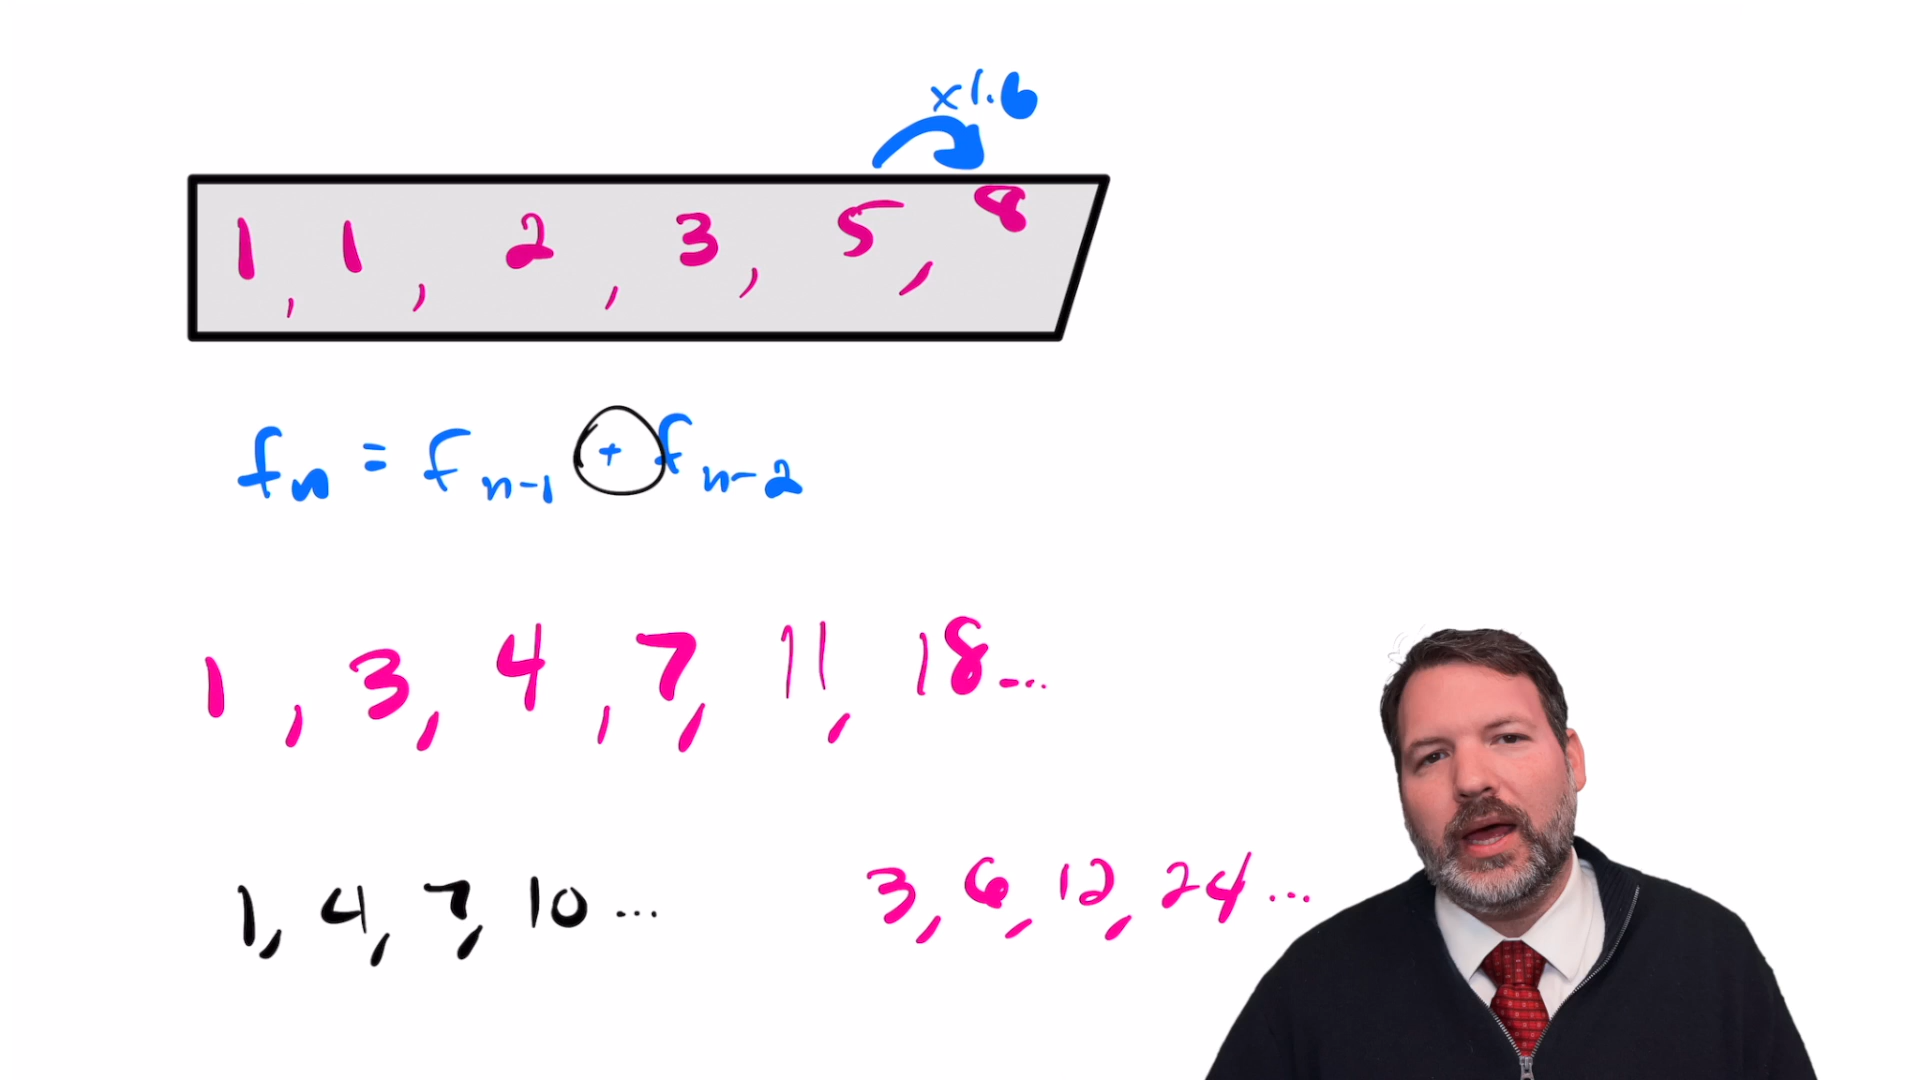 x1.6
1, 1, 2, 3, 5, 8
fn = fn-1 + fn-2
1, 3, 4, 7, 11, 18...
1, 4, 7, 10... 3, 6, 12, 24...